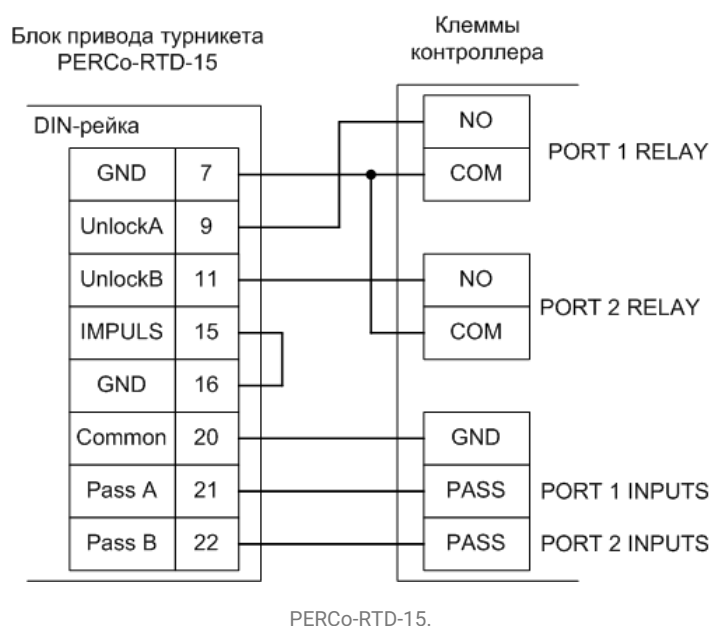 Блок привода турникета
PERCo-RTD-15
Клеммы
контроллера
DIN-рейка
GND 7
UnlockA 9
UnlockB 11
IMPULS 15
GND 16
Common 20
Pass A 21
Pass B 22
NO
COM
PORT 1 RELAY
NO
COM
PORT 2 RELAY
GND
PASS PORT 1 INPUTS
PASS PORT 2 INPUTS
PERCo-RTD-15.